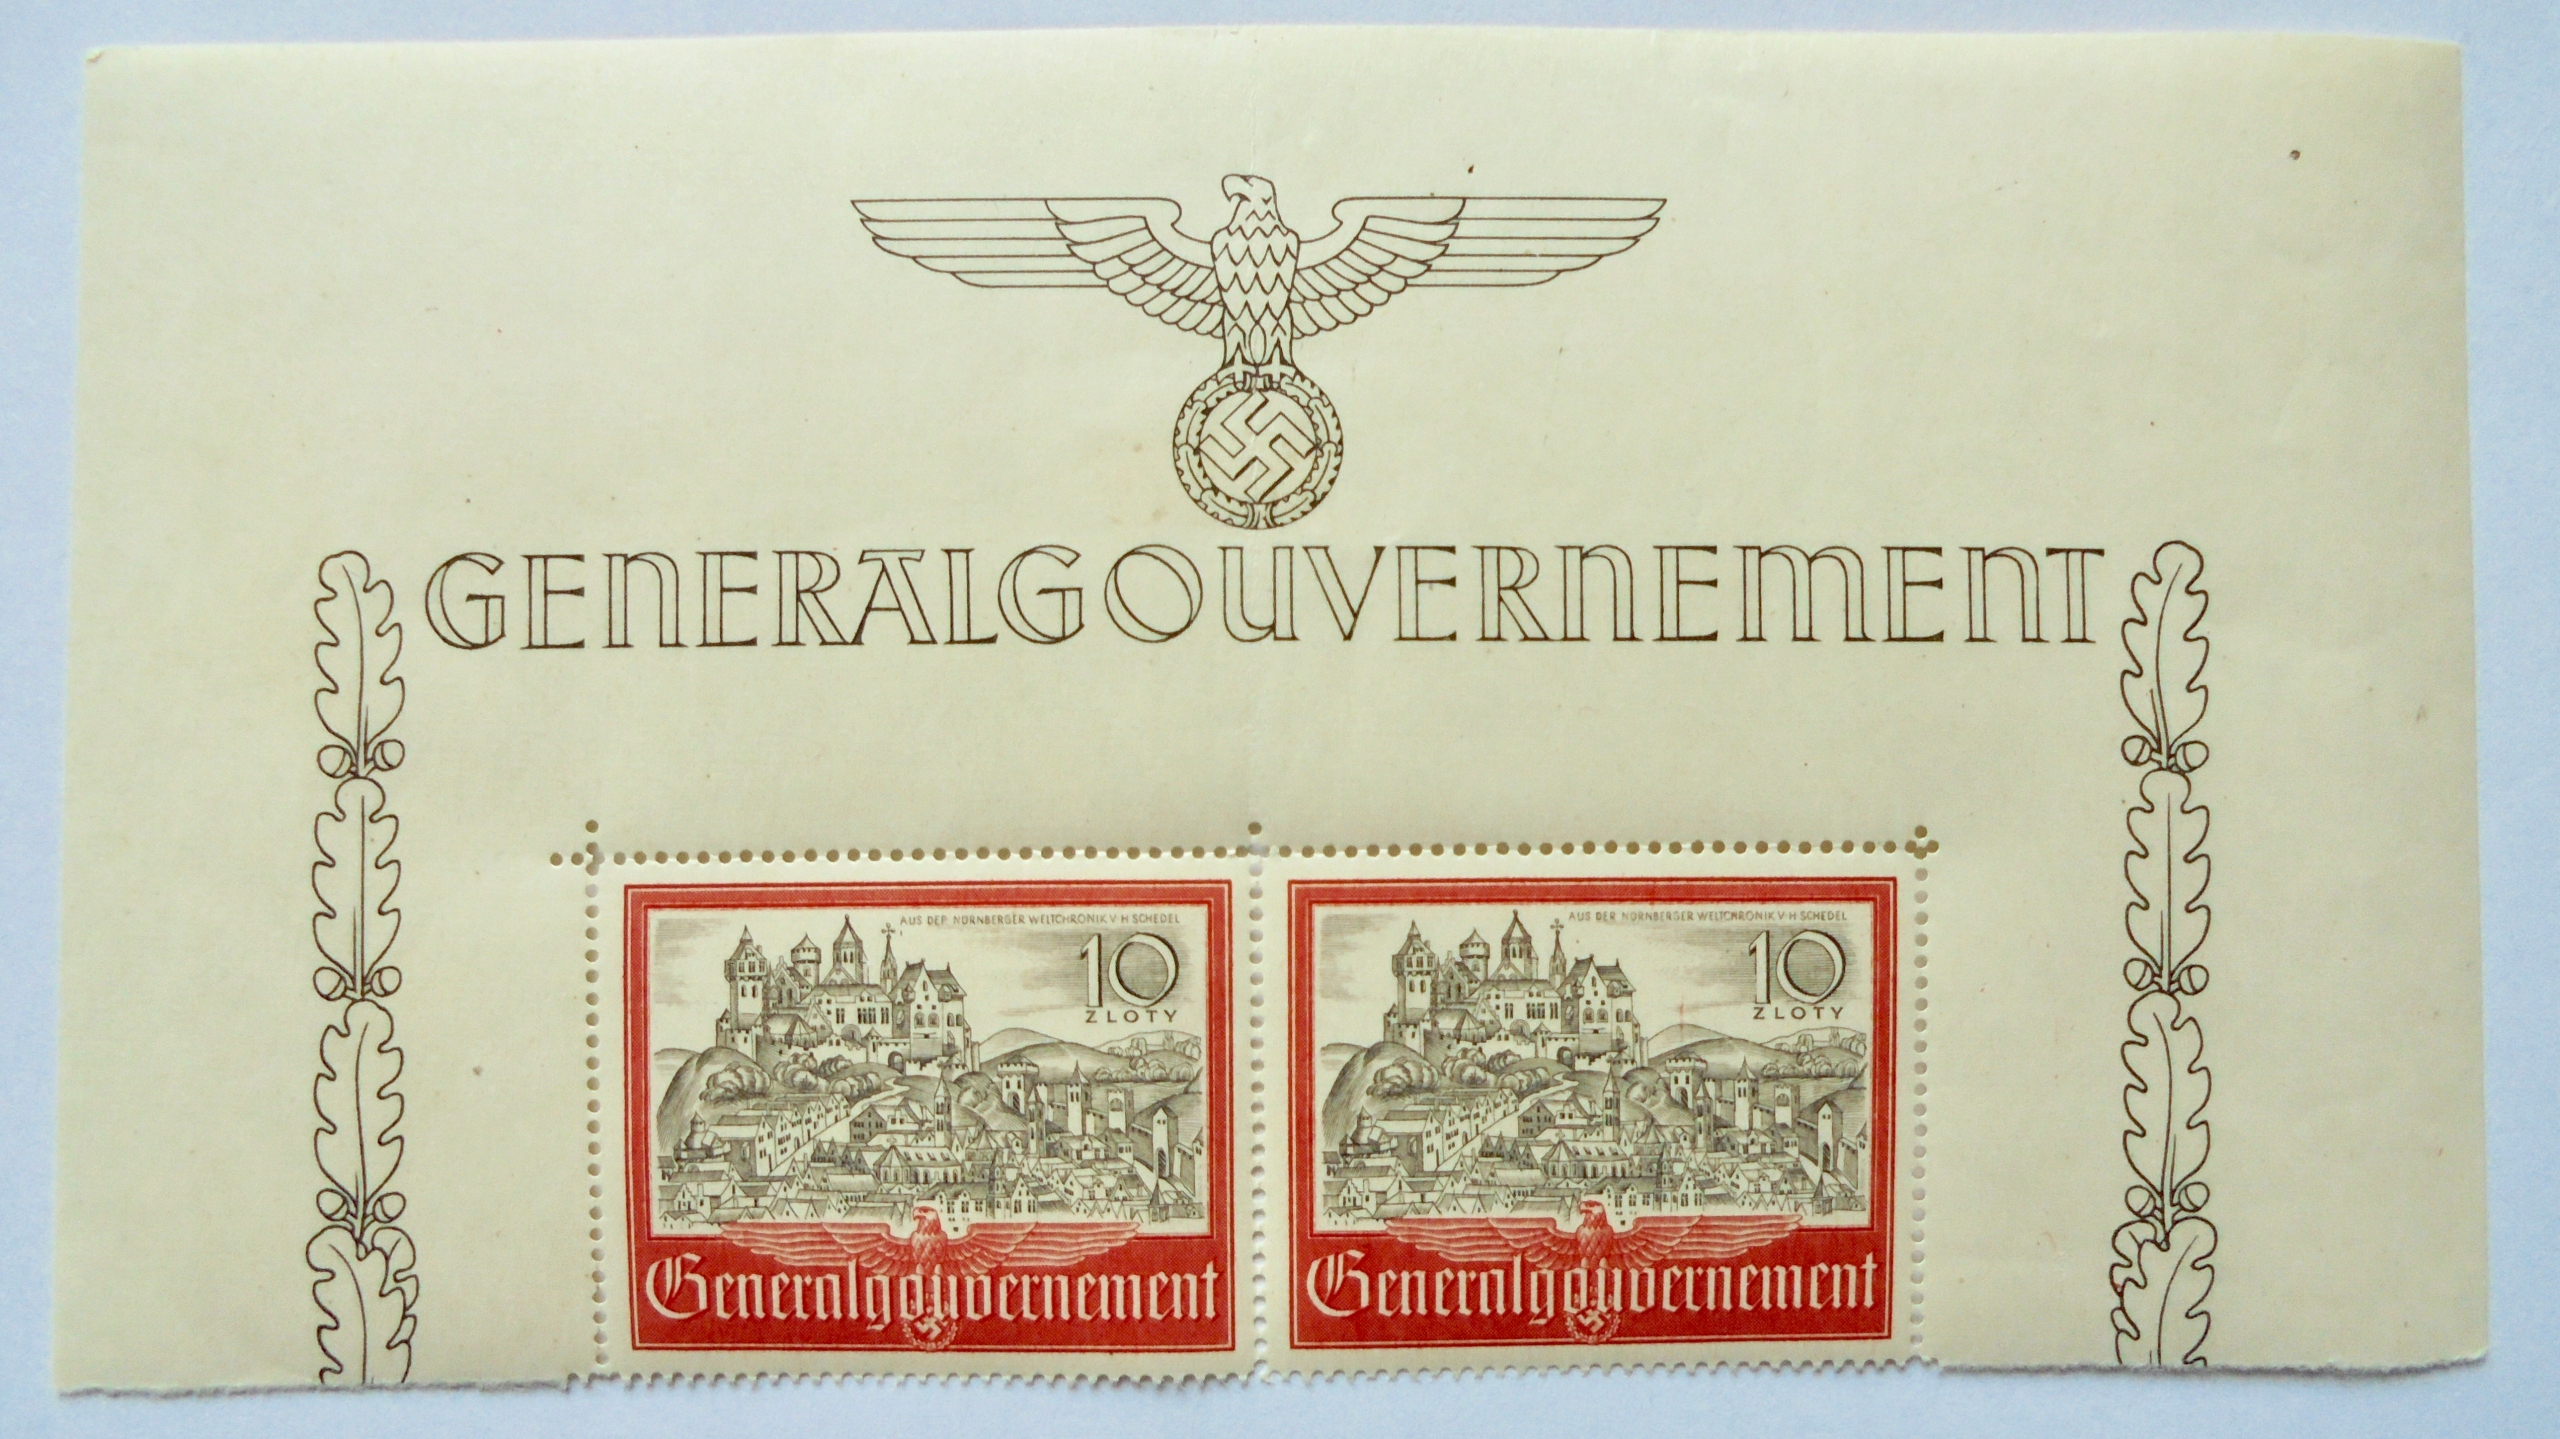 GENERALGOUVERNEMENT
AUS DER NÜRNBERGER WELTCHRONIK V·H SCHEDEL
10
ZLOTY
Generalgouvernement
AUS DER NÜRNBERGER WELTCHRONIK V·H SCHEDEL
10
ZLOTY
Generalgouvernement